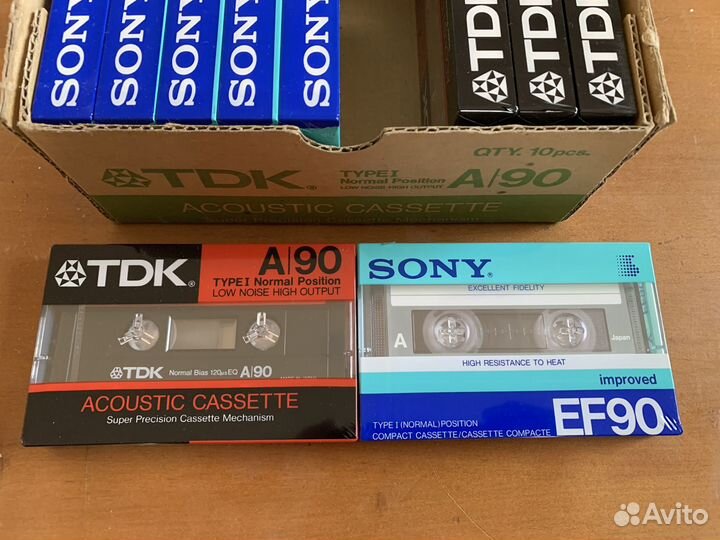 SONY
SONY
SONY
SONY
SONY
TDK
TDK
TDK
QTY. 10pcs.
TDK®
TYPE I
Normal Position
LOW NOISE HIGH OUTPUT
A/90
ACOUSTIC CASSETTE
Super Precision Cassette Mechanism
TDK®
A|90
TYPE I Normal Position
LOW NOISE HIGH OUTPUT
TDK Normal Bias 120µs EQ A|90
MADE IN JAPAN
ACOUSTIC CASSETTE
Super Precision Cassette Mechanism
SONY®
EXCELLENT FIDELITY
A
Japan
HIGH RESISTANCE TO HEAT
improved
TYPE I (NORMAL) POSITION
COMPACT CASSETTE/CASSETTE COMPACTE
EF90
Avito